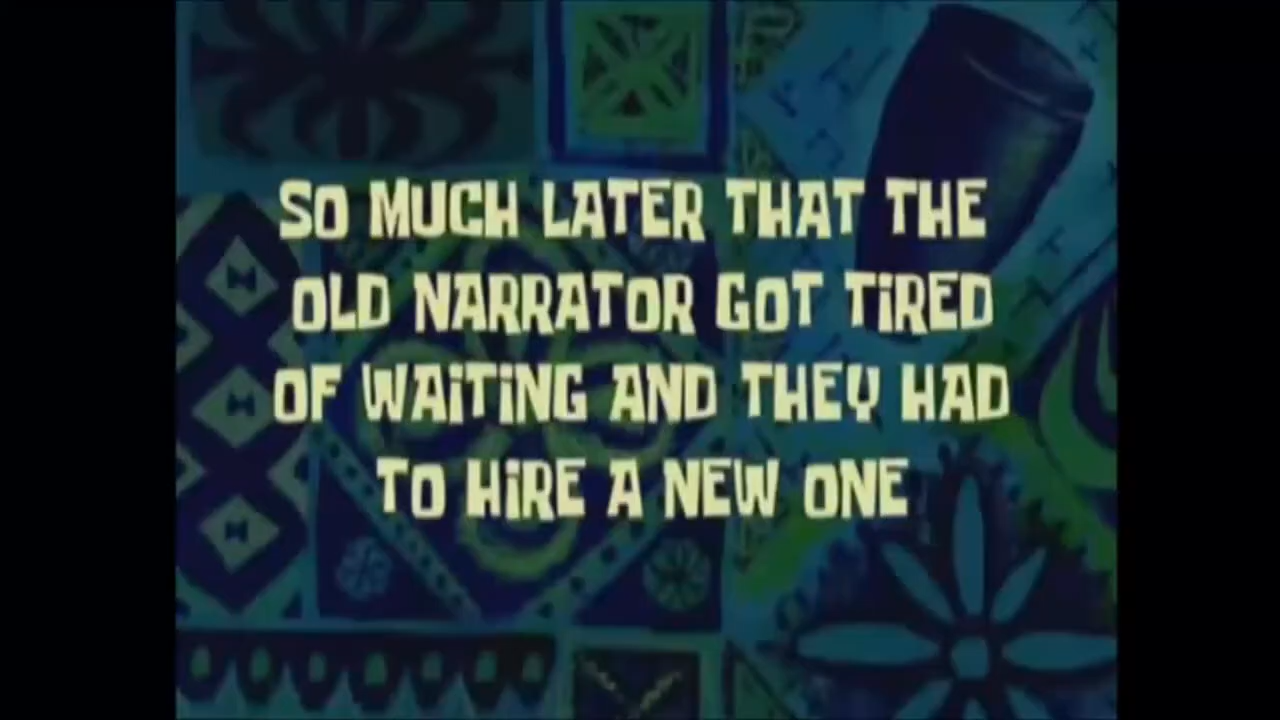 SO MUCH LATER THAT THE
OLD NARRATOR GOT TiRED
OF WAiTiNG AND THEY HAD
TO HiRE A NEW ONE